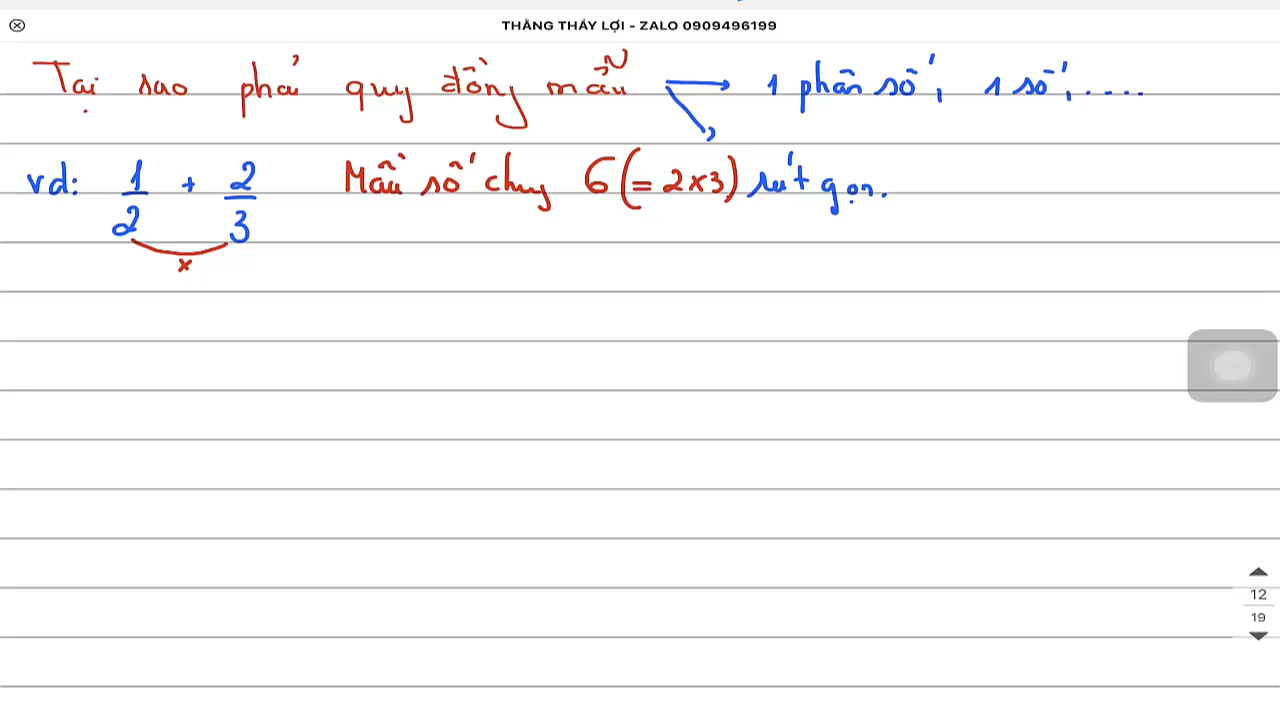 THẮNG THẦY LỢI - ZALO 0909496199
Tại sao phải quy đồng mẫu → 1 phân số, 1 số, ....
vd: 1/2 + 2/3 Mẫu số chung 6 (= 2x3) rút gọn.
x
12
19